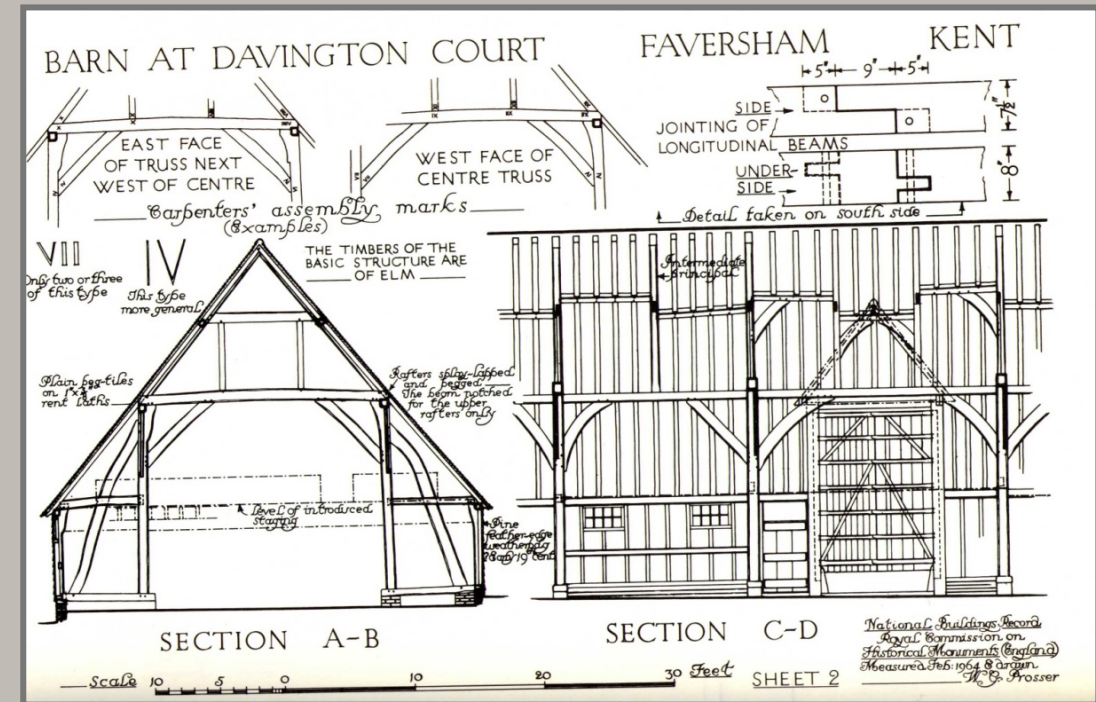 BARN AT DAVINGTON COURT FAVERSHAM KENT
EAST FACE
OF TRUSS NEXT
WEST OF CENTRE
WEST FACE OF
CENTRE TRUSS
Carpenters' assembly marks
(Examples)
VII
Only two or three
of this type
IV
This type
more general
THE TIMBERS OF THE
BASIC STRUCTURE ARE
OF ELM
5" 9" 5"
SIDE
7½"
JOINTING OF
LONGITUDINAL BEAMS
UNDER-
SIDE
8"
Detail taken on south side
Intermediate
principal
Plain peg-tiles
rent laths
Rafters splay-lapped
and pegged.
The beam notched
for the upper
rafters only
Level of introduced
staging
Pine
feather-edge
SECTION A-B
SECTION C-D
National Buildings Record
Royal Commission on
Historical Monuments (England)
Measured Feb: 1964 & drawn
W. G. Prosser
Scale 10 5 0 10 20 30 Feet
SHEET 2